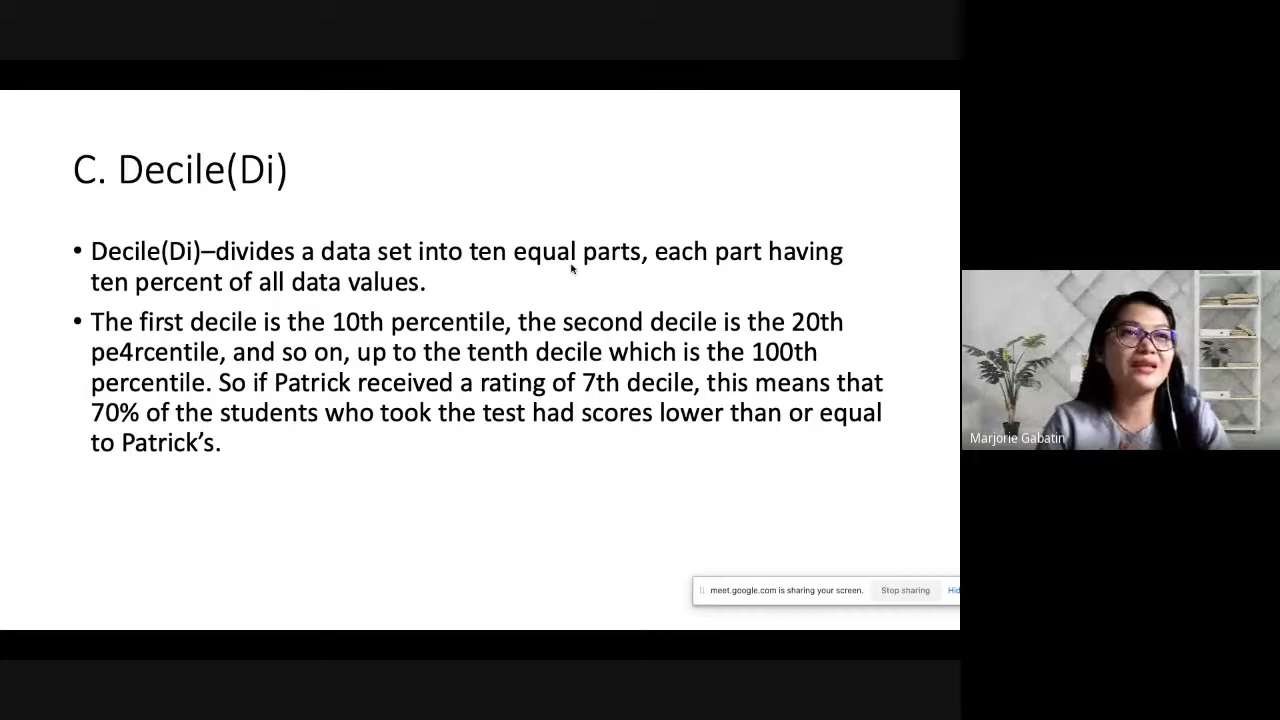 C. Decile(Di)
• Decile(Di)–divides a data set into ten equal parts, each part having
ten percent of all data values.
• The first decile is the 10th percentile, the second decile is the 20th
pe4rcentile, and so on, up to the tenth decile which is the 100th
percentile. So if Patrick received a rating of 7th decile, this means that
70% of the students who took the test had scores lower than or equal
to Patrick’s.
Marjorie Gabatin
meet.google.com is sharing your screen. Stop sharing Hid